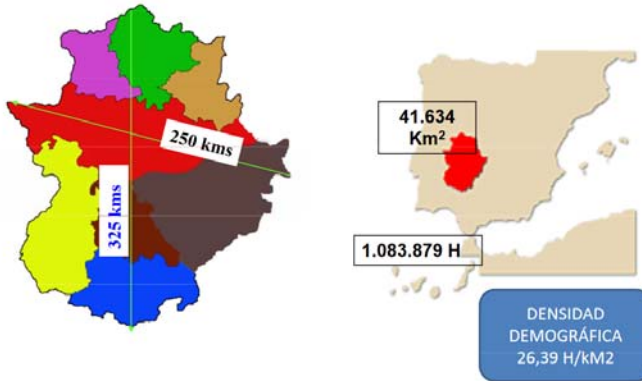 250 kms
325 kms
41.634
Km²
1.083.879 H
DENSIDAD
DEMOGRÁFICA
26,39 H/kM2